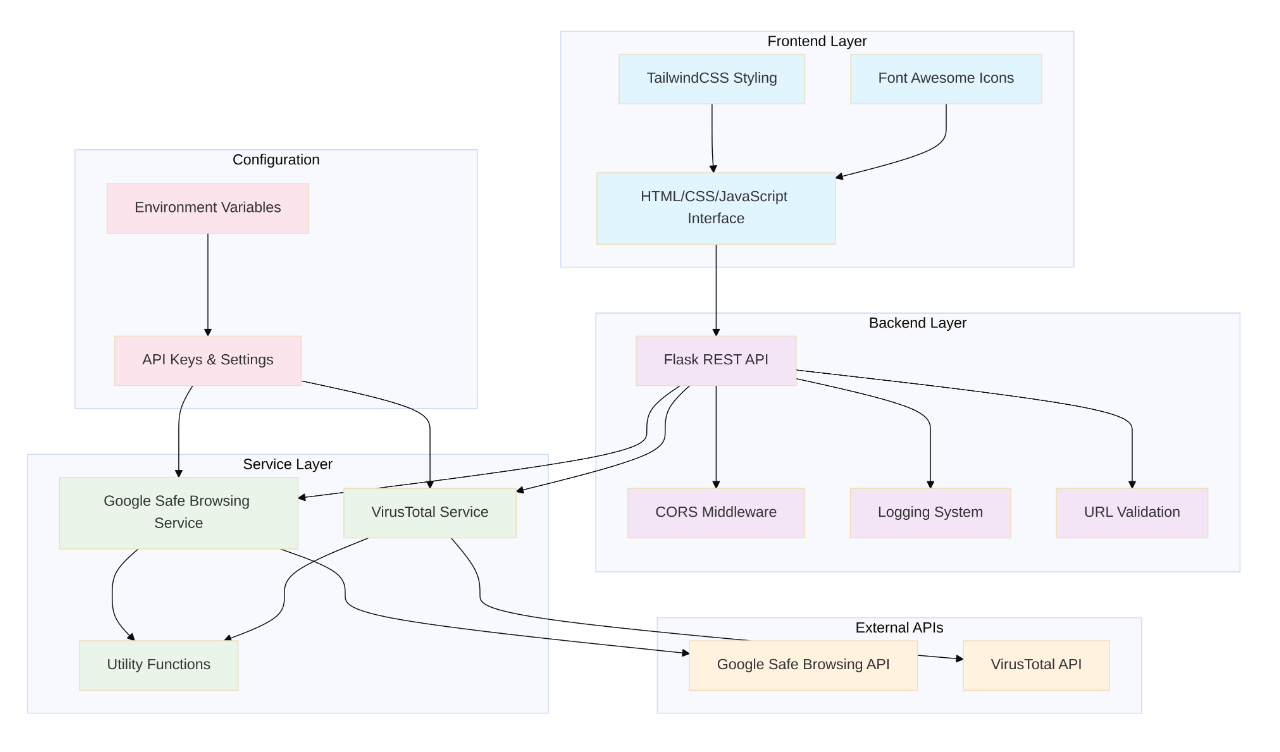 Frontend Layer
TailwindCSS Styling
Font Awesome Icons
HTML/CSS/JavaScript
Interface
Configuration
Environment Variables
API Keys & Settings
Backend Layer
Flask REST API
CORS Middleware
Logging System
URL Validation
Service Layer
Google Safe Browsing
Service
VirusTotal Service
Utility Functions
External APIs
Google Safe Browsing API
VirusTotal API